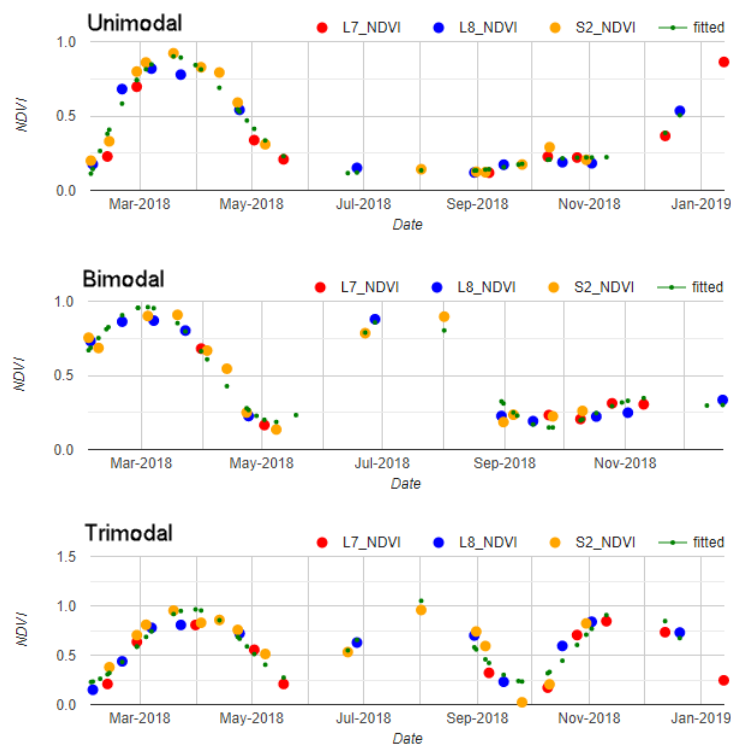 Unimodal
L7_NDVI L8_NDVI S2_NDVI fitted
1.0
NDVI
0.5
0.0
Mar-2018 May-2018 Jul-2018 Sep-2018 Nov-2018 Jan-2019
Date
Bimodal
L7_NDVI L8_NDVI S2_NDVI fitted
1.0
NDVI
0.5
0.0
Mar-2018 May-2018 Jul-2018 Sep-2018 Nov-2018
Date
Trimodal
L7_NDVI L8_NDVI S2_NDVI fitted
1.5
1.0
NDVI
0.5
0.0
Mar-2018 May-2018 Jul-2018 Sep-2018 Nov-2018 Jan-2019
Date